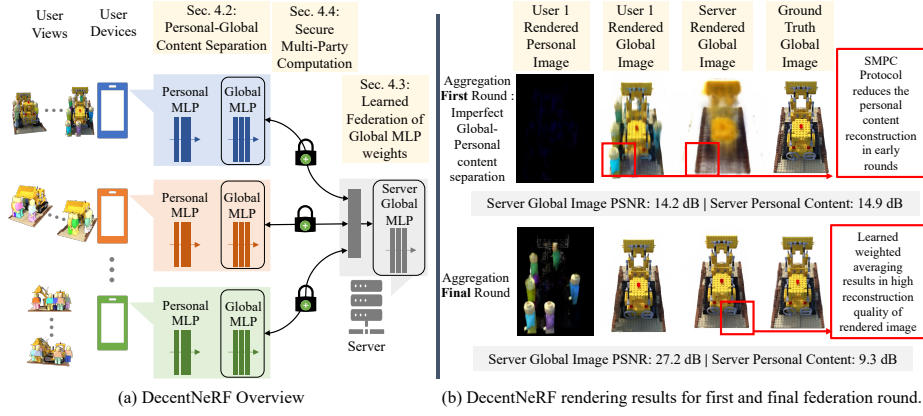 User
Views
User
Devices
Sec. 4.2:
Personal-Global
Content Separation
Sec. 4.4:
Secure
Multi-Party
Computation
Sec. 4.3:
Learned
Federation of
Global MLP
weights
Personal
MLP
Global
MLP
Personal
MLP
Global
MLP
Personal
MLP
Global
MLP
Server
Global
MLP
Server
(a) DecentNeRF Overview
User 1
Rendered
Personal
Image
User 1
Rendered
Global
Image
Server
Rendered
Global
Image
Ground
Truth
Global
Image
Aggregation
First Round :
Imperfect
Global-
Personal
content
separation
SMPC
Protocol
reduces the
personal
content
reconstruction
in early
rounds
Server Global Image PSNR: 14.2 dB | Server Personal Content: 14.9 dB
Aggregation
Final Round
Learned
weighted
averaging
results in high
reconstruction
quality of
rendered image
Server Global Image PSNR: 27.2 dB | Server Personal Content: 9.3 dB
(b) DecentNeRF rendering results for first and final federation round.